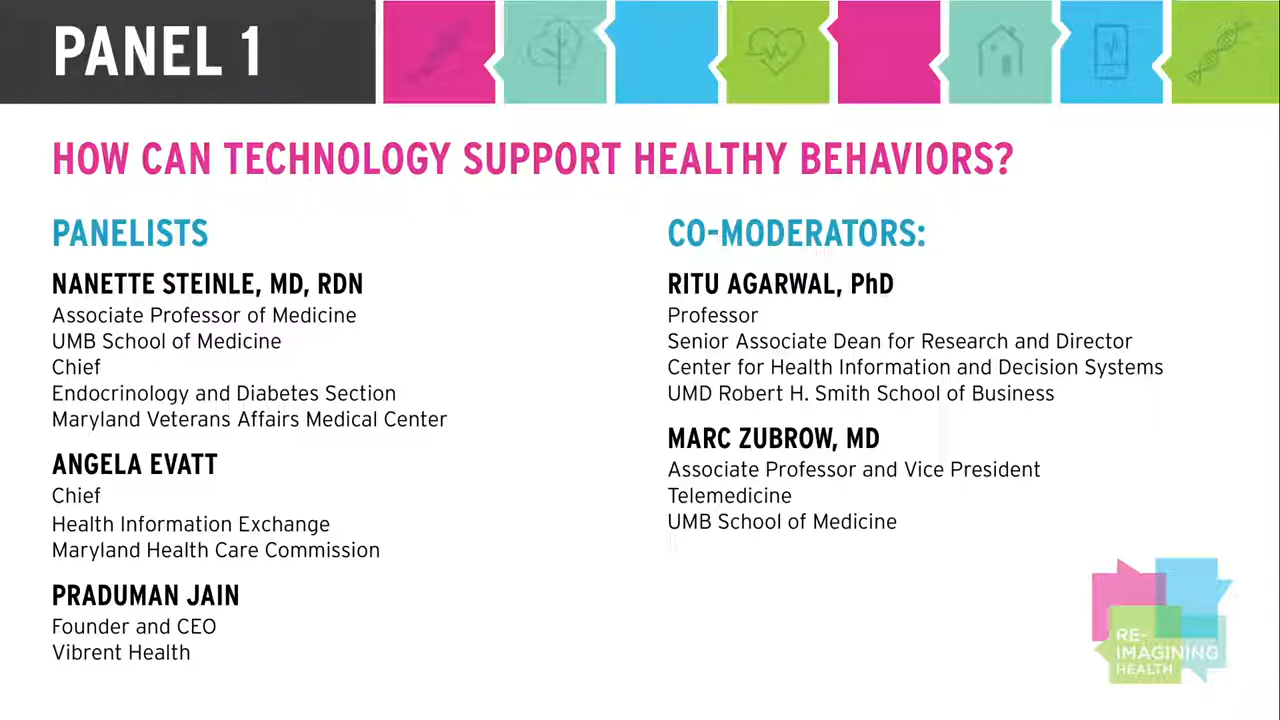 PANEL 1
HOW CAN TECHNOLOGY SUPPORT HEALTHY BEHAVIORS?
PANELISTS
NANETTE STEINLE, MD, RDN
Associate Professor of Medicine
UMB School of Medicine
Chief
Endocrinology and Diabetes Section
Maryland Veterans Affairs Medical Center
ANGELA EVATT
Chief
Health Information Exchange
Maryland Health Care Commission
PRADUMAN JAIN
Founder and CEO
Vibrent Health
CO-MODERATORS:
RITU AGARWAL, PhD
Professor
Senior Associate Dean for Research and Director
Center for Health Information and Decision Systems
UMD Robert H. Smith School of Business
MARC ZUBROW, MD
Associate Professor and Vice President
Telemedicine
UMB School of Medicine
RE-
IMAGINING
HEALTH